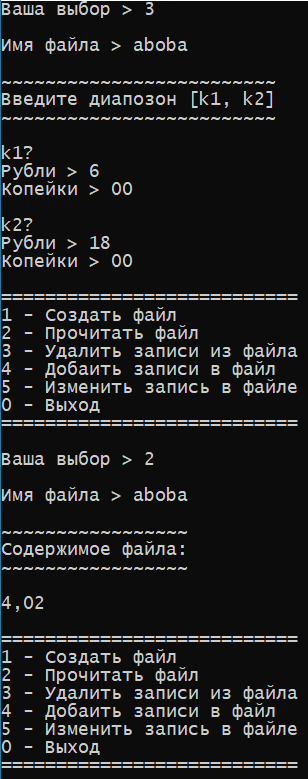 Ваша выбор > 3
Имя файла > aboba
~~~~~~~~~~~~~~~~~~~~~~~~~
Введите диапозон [k1, k2]
~~~~~~~~~~~~~~~~~~~~~~~~~
k1?
Рубли > 6
Копейки > 00
k2?
Рубли > 18
Копейки > 00
===========================
1 - Создать файл
2 - Прочитать файл
3 - Удалить записи из файла
4 - Добаить записи в файл
5 - Изменить запись в файле
0 - Выход
===========================
Ваша выбор > 2
Имя файла > aboba
~~~~~~~~~~~~~~~~~
Содержимое файла:
~~~~~~~~~~~~~~~~~
4,02
===========================
1 - Создать файл
2 - Прочитать файл
3 - Удалить записи из файла
4 - Добаить записи в файл
5 - Изменить запись в файле
0 - Выход
===========================